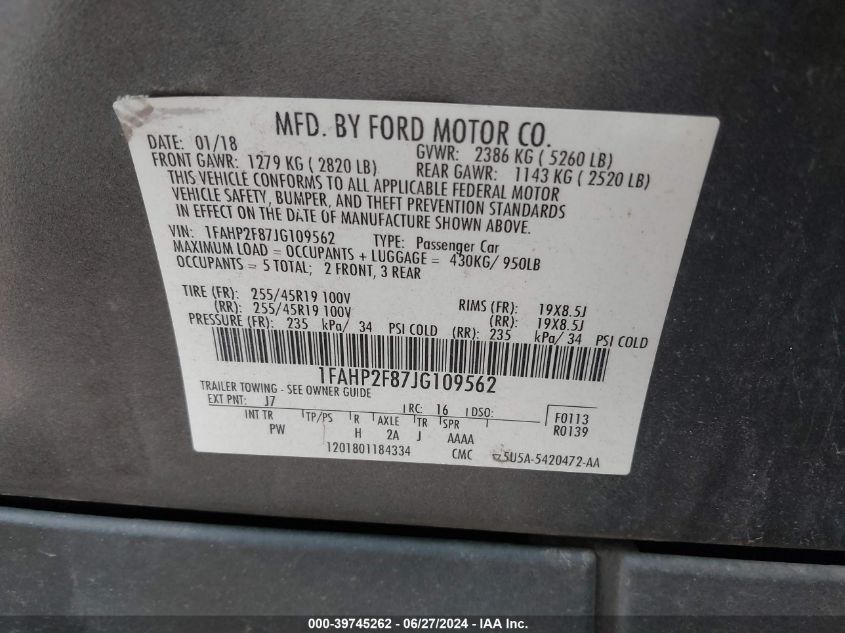 MFD. BY FORD MOTOR CO.
DATE: 01/18 GVWR: 2386 KG ( 5260 LB)
FRONT GAWR: 1279 KG ( 2820 LB) REAR GAWR: 1143 KG ( 2520 LB)
THIS VEHICLE CONFORMS TO ALL APPLICABLE FEDERAL MOTOR
VEHICLE SAFETY, BUMPER, AND THEFT PREVENTION STANDARDS
IN EFFECT ON THE DATE OF MANUFACTURE SHOWN ABOVE.
VIN: 1FAHP2F87JG109562 TYPE: Passenger Car
MAXIMUM LOAD = OCCUPANTS + LUGGAGE = 430KG/ 950LB
OCCUPANTS = 5 TOTAL; 2 FRONT, 3 REAR
TIRE (FR): 255/45R19 100V RIMS (FR): 19X8.5J
(RR): 255/45R19 100V (RR): 19X8.5J
PRESSURE (FR): 235 kPa/ 34 PSI COLD (RR): 235 kPa/ 34 PSI COLD
1FAHP2F87JG109562
TRAILER TOWING - SEE OWNER GUIDE
EXT PNT: J7 RC: 16 DSO: F0113
INT TR TP/PS R AXLE TR SPR R0139
PW H 2A J AAAA
1201801184334 CMC 5U5A-5420472-AA
000-39745262 - 06/27/2024 - IAA Inc.